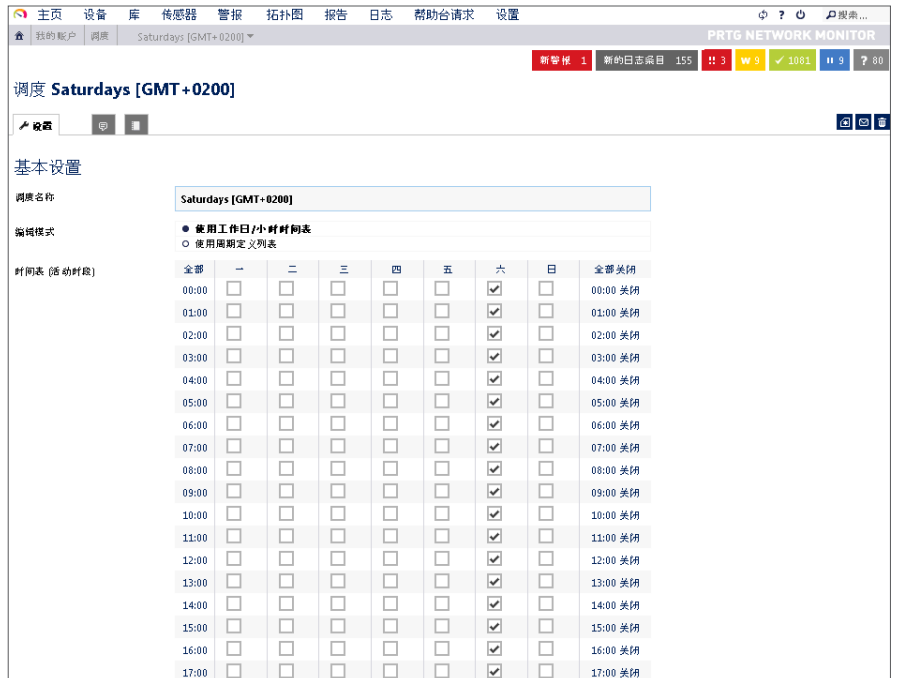 主页 设备 库 传感器 警报 拓扑图 报告 日志 帮助台请求 设置 ? 搜索...
我的账户 调度 Saturdays [GMT+0200] PRTG NETWORK MONITOR
新警报 1 新的日志条目 155 !! 3 W 9 1081 9 ? 80
调度 Saturdays [GMT+0200]
设置
基本设置
调度名称 Saturdays [GMT+0200]
编辑模式 使用工作日/小时时间表
使用周期定义列表
时间表 (活动时段) 全部 一 二 三 四 五 六 日 全部关闭
00:00 00:00 关闭
01:00 01:00 关闭
02:00 02:00 关闭
03:00 03:00 关闭
04:00 04:00 关闭
05:00 05:00 关闭
06:00 06:00 关闭
07:00 07:00 关闭
08:00 08:00 关闭
09:00 09:00 关闭
10:00 10:00 关闭
11:00 11:00 关闭
12:00 12:00 关闭
13:00 13:00 关闭
14:00 14:00 关闭
15:00 15:00 关闭
16:00 16:00 关闭
17:00 17:00 关闭